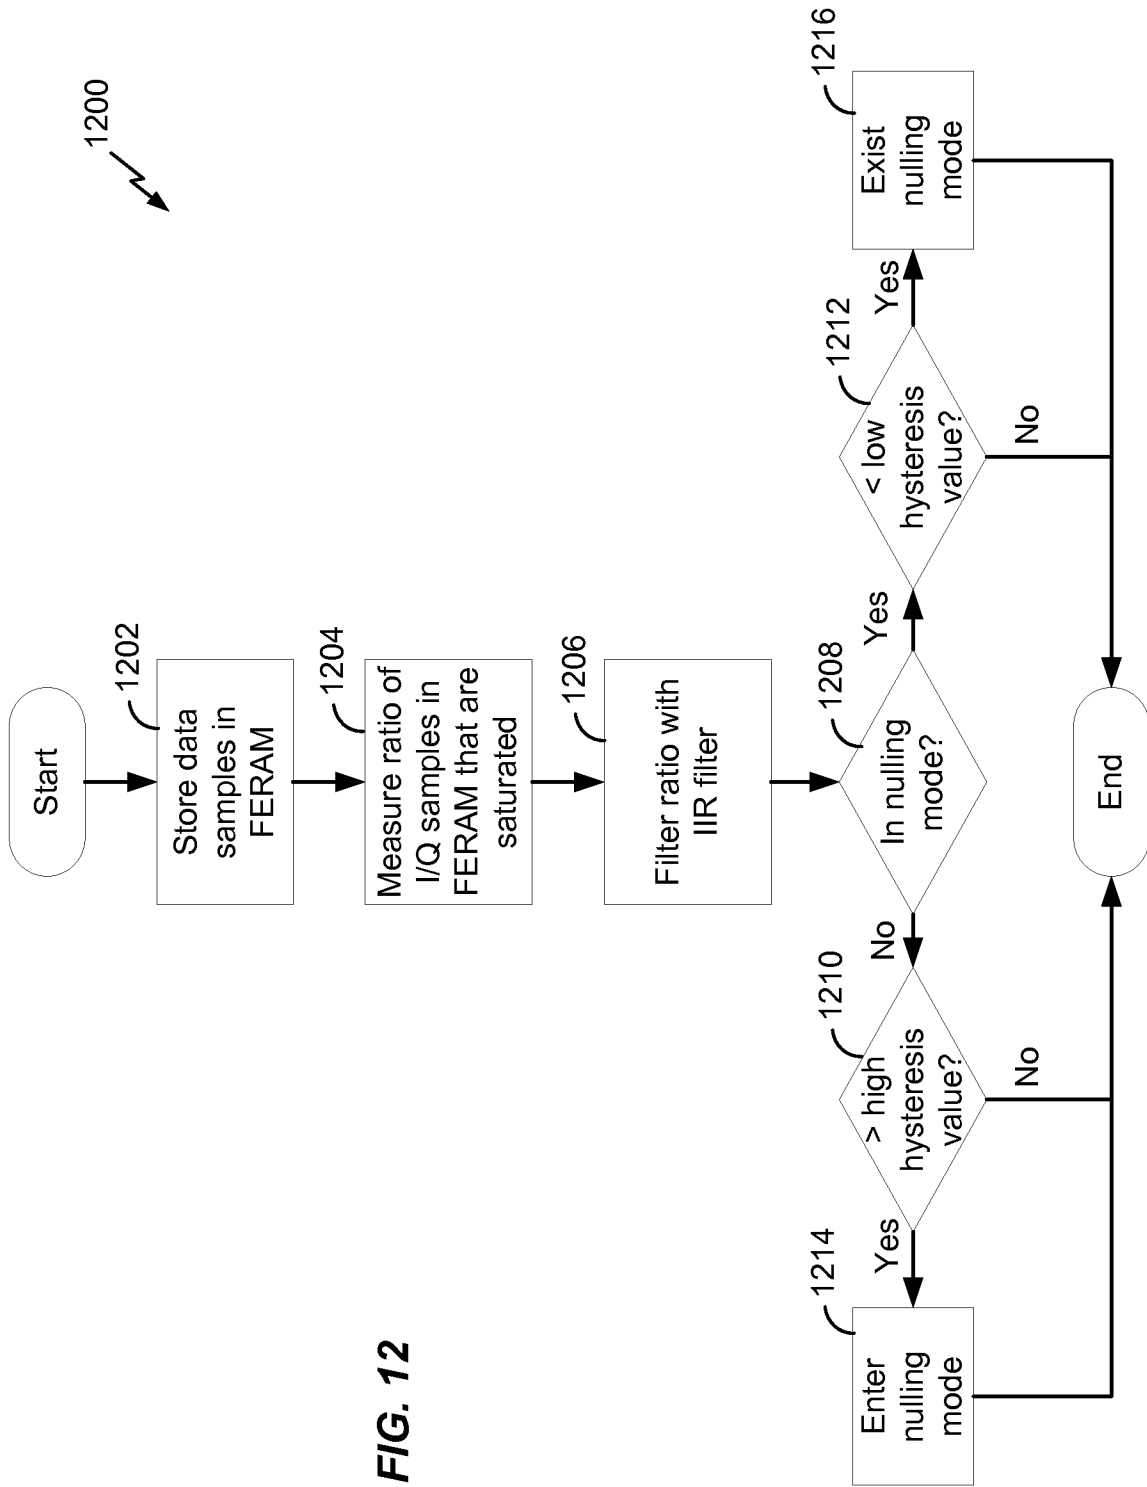 1200
Start
1202
Store data
samples in
FERAM
1204
Measure ratio of
I/Q samples in
FERAM that are
saturated
1206
Filter ratio with
IIR filter
1208
In nulling
mode?
No
Yes
1210
> high
hysteresis
value?
Yes
No
1212
< low
hysteresis
value?
Yes
No
1214
Enter
nulling
mode
1216
Exist
nulling
mode
End
FIG. 12